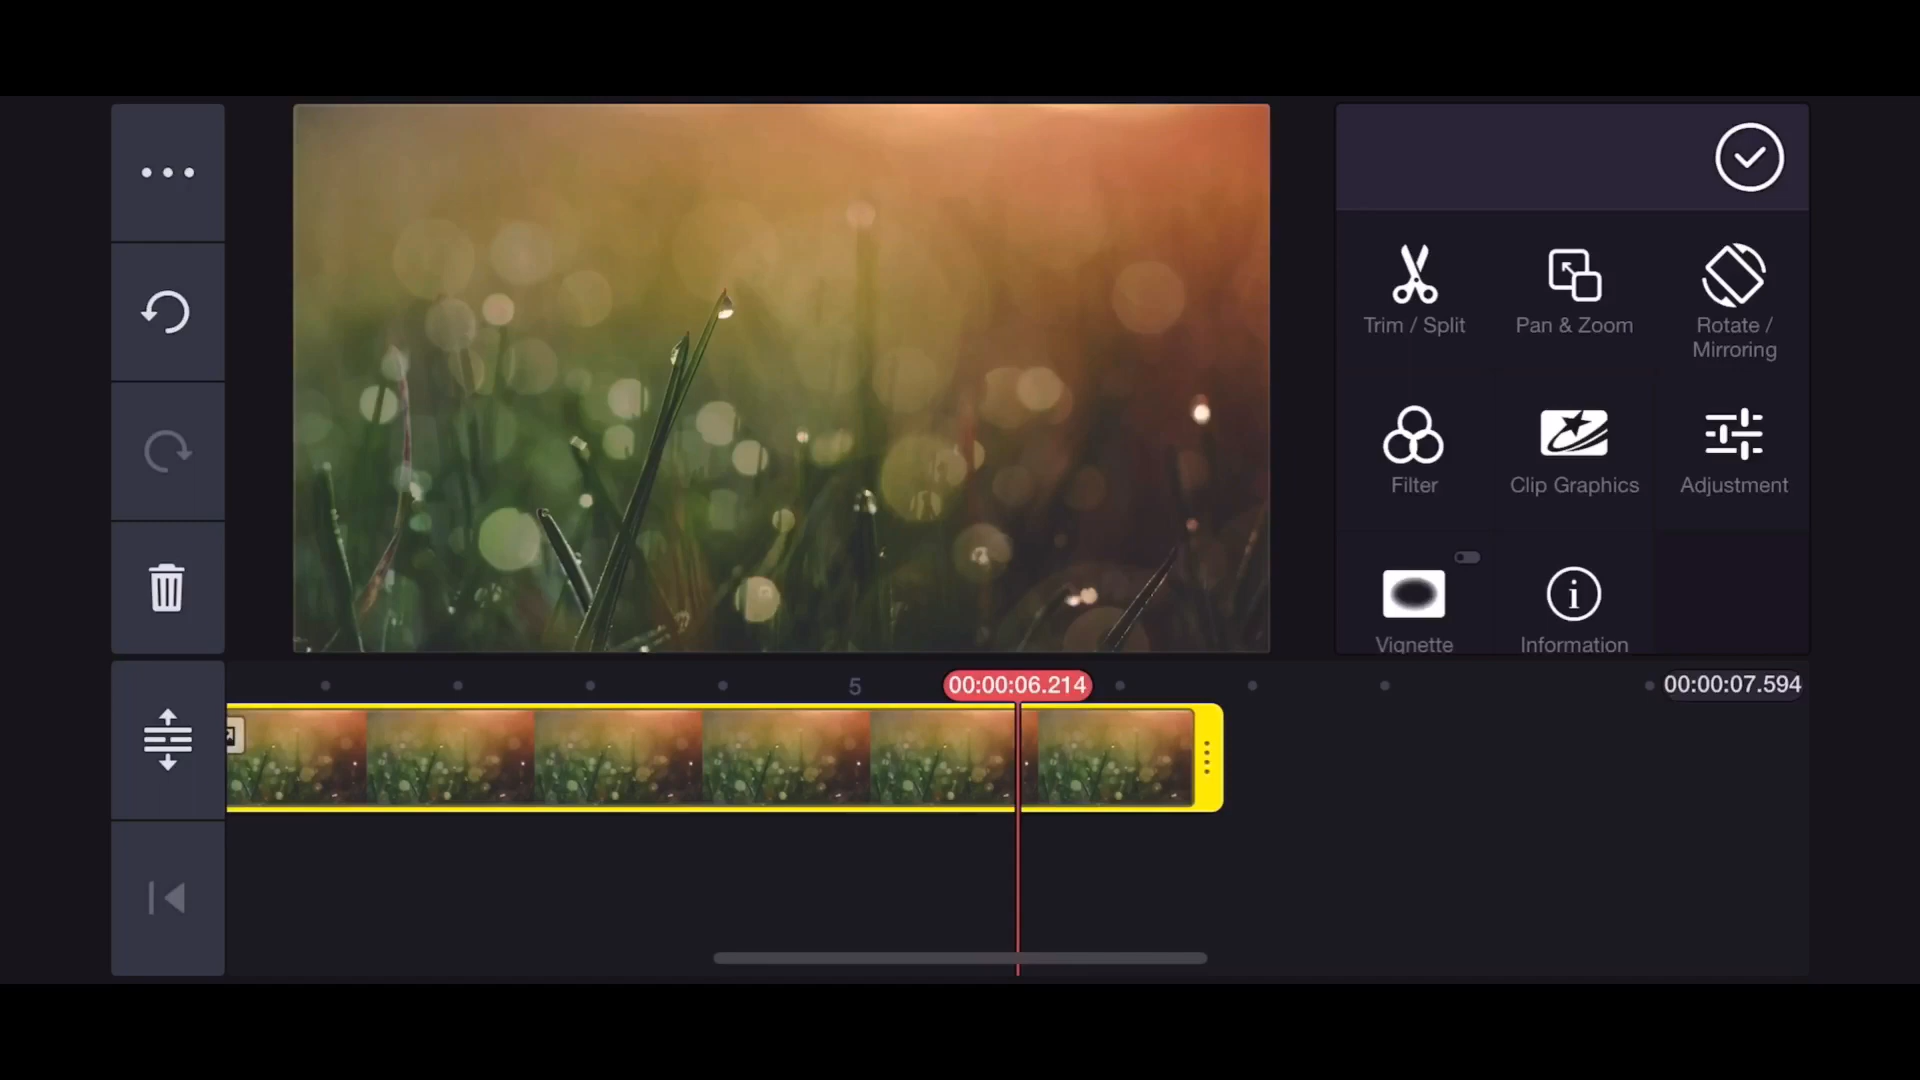 Trim / Split
Pan & Zoom
Rotate /
Mirroring
Filter
Clip Graphics
Adjustment
Vignette
Information
5
00:00:06.214
00:00:07.594